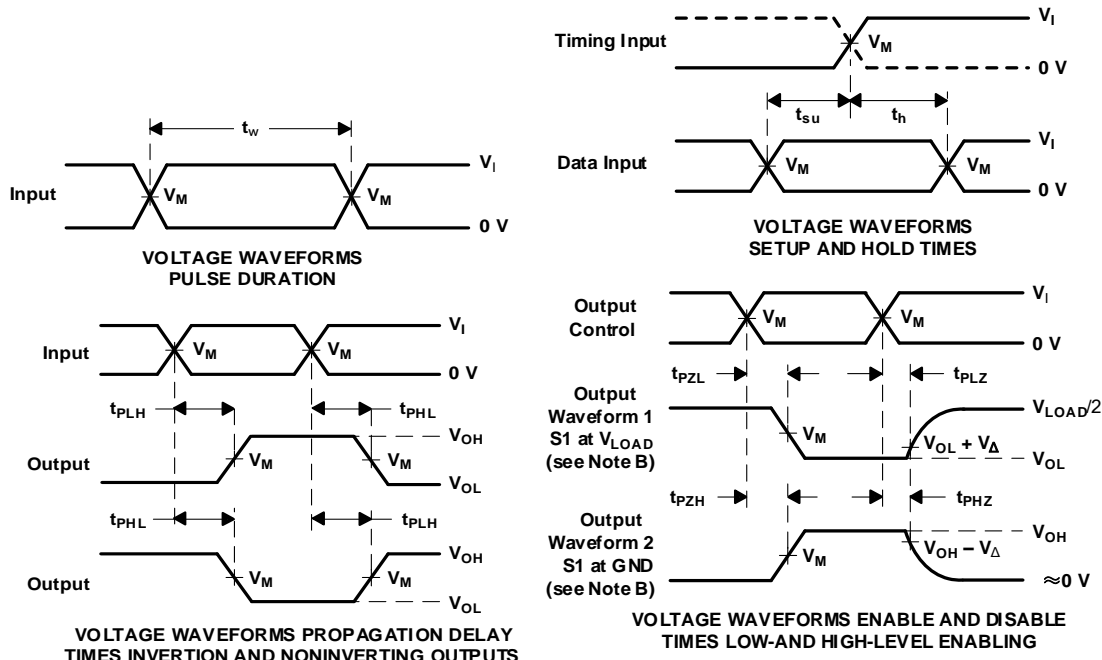 t_w
V_I
Input
V_M
V_M
0 V
VOLTAGE WAVEFORMS
PULSE DURATION
Timing Input
V_I
V_M
0 V
t_su
t_h
Data Input
V_I
V_M
V_M
0 V
VOLTAGE WAVEFORMS
SETUP AND HOLD TIMES
Input
V_I
V_M
V_M
0 V
t_PLH
t_PHL
Output
V_OH
V_M
V_M
V_OL
t_PHL
t_PLH
Output
V_OH
V_M
V_M
V_OL
VOLTAGE WAVEFORMS PROPAGATION DELAY
TIMES INVERTION AND NONINVERTING OUTPUTS
Output
Control
V_I
V_M
V_M
0 V
t_PZL
t_PLZ
Output
Waveform 1
S1 at V_LOAD
(see Note B)
V_LOAD/2
V_M
V_OL + V_Δ
V_OL
t_PZH
t_PHZ
Output
Waveform 2
S1 at GND
(see Note B)
V_OH
V_M
V_OH – V_Δ
≈0 V
VOLTAGE WAVEFORMS ENABLE AND DISABLE
TIMES LOW-AND HIGH-LEVEL ENABLING